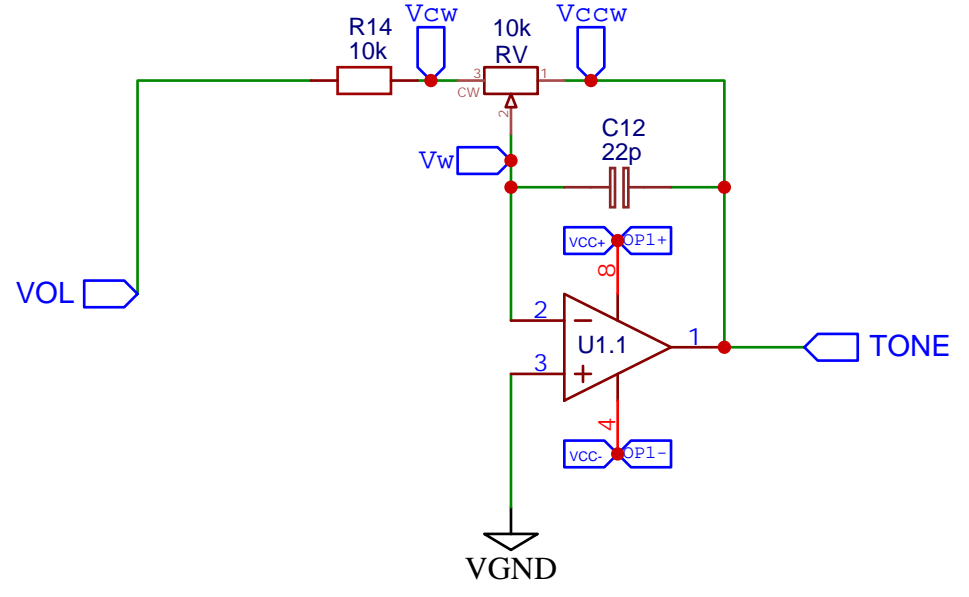 Vcw
Vccw
R14
10k
10k
RV
3
1
CW
2
C12
22p
Vw
VCC+
OP1+
8
VOL
2
U1.1
1
TONE
3
4
VCC-
OP1-
VGND